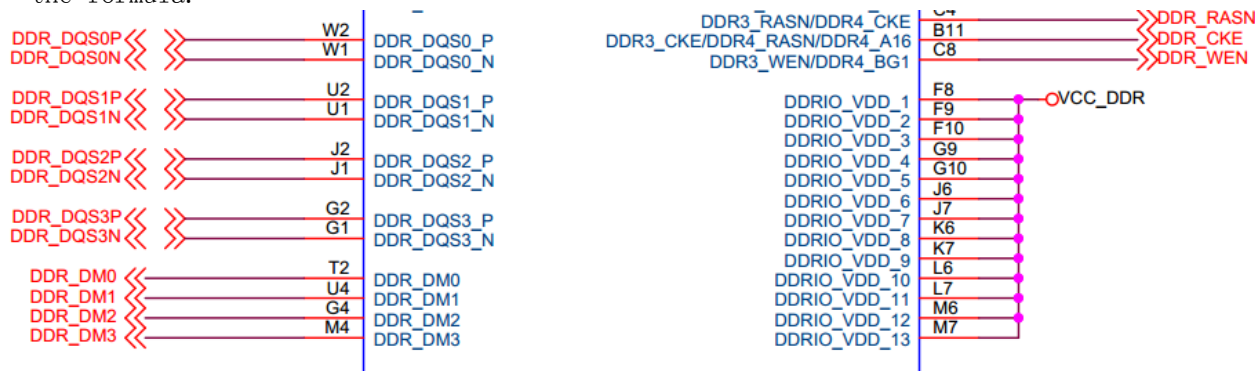 the formula.
DDR_DQS0P W2 DDR_DQS0_P
DDR_DQS0N W1 DDR_DQS0_N
DDR_DQS1P U2 DDR_DQS1_P
DDR_DQS1N U1 DDR_DQS1_N
DDR_DQS2P J2 DDR_DQS2_P
DDR_DQS2N J1 DDR_DQS2_N
DDR_DQS3P G2 DDR_DQS3_P
DDR_DQS3N G1 DDR_DQS3_N
DDR_DM0 T2 DDR_DM0
DDR_DM1 U4 DDR_DM1
DDR_DM2 G4 DDR_DM2
DDR_DM3 M4 DDR_DM3
DDR3_RASN/DDR4_CKE C4 DDR_RASN
DDR3_CKE/DDR4_RASN/DDR4_A16 B11 DDR_CKE
DDR3_WEN/DDR4_BG1 C8 DDR_WEN
DDRIO_VDD_1 F8 VCC_DDR
DDRIO_VDD_2 F9
DDRIO_VDD_3 F10
DDRIO_VDD_4 G9
DDRIO_VDD_5 G10
DDRIO_VDD_6 J6
DDRIO_VDD_7 J7
DDRIO_VDD_8 K6
DDRIO_VDD_9 K7
DDRIO_VDD_10 L6
DDRIO_VDD_11 L7
DDRIO_VDD_12 M6
DDRIO_VDD_13 M7